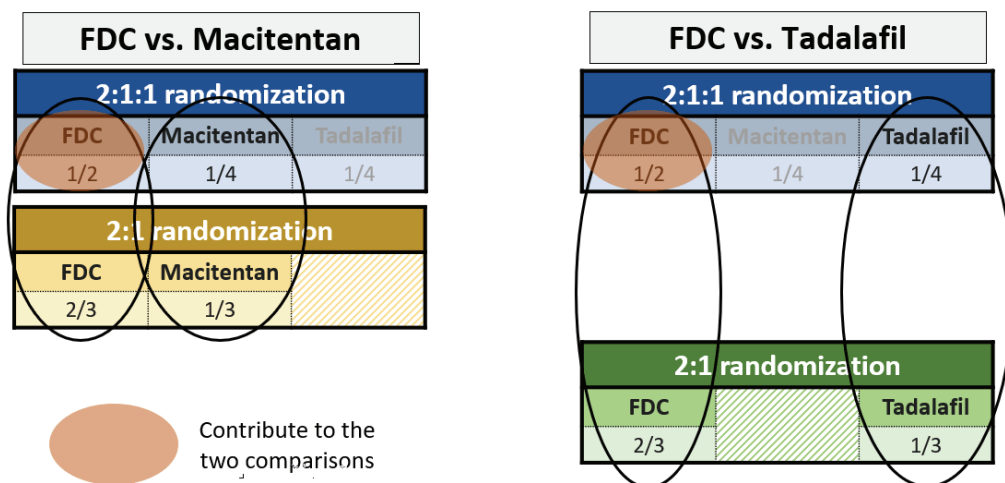 FDC vs. Macitentan
2:1:1 randomization
FDC Macitentan Tadalafil
1/2 1/4 1/4
2:1 randomization
FDC Macitentan
2/3 1/3
Contribute to the
two comparisons
FDC vs. Tadalafil
2:1:1 randomization
FDC Macitentan Tadalafil
1/2 1/4 1/4
2:1 randomization
FDC Tadalafil
2/3 1/3